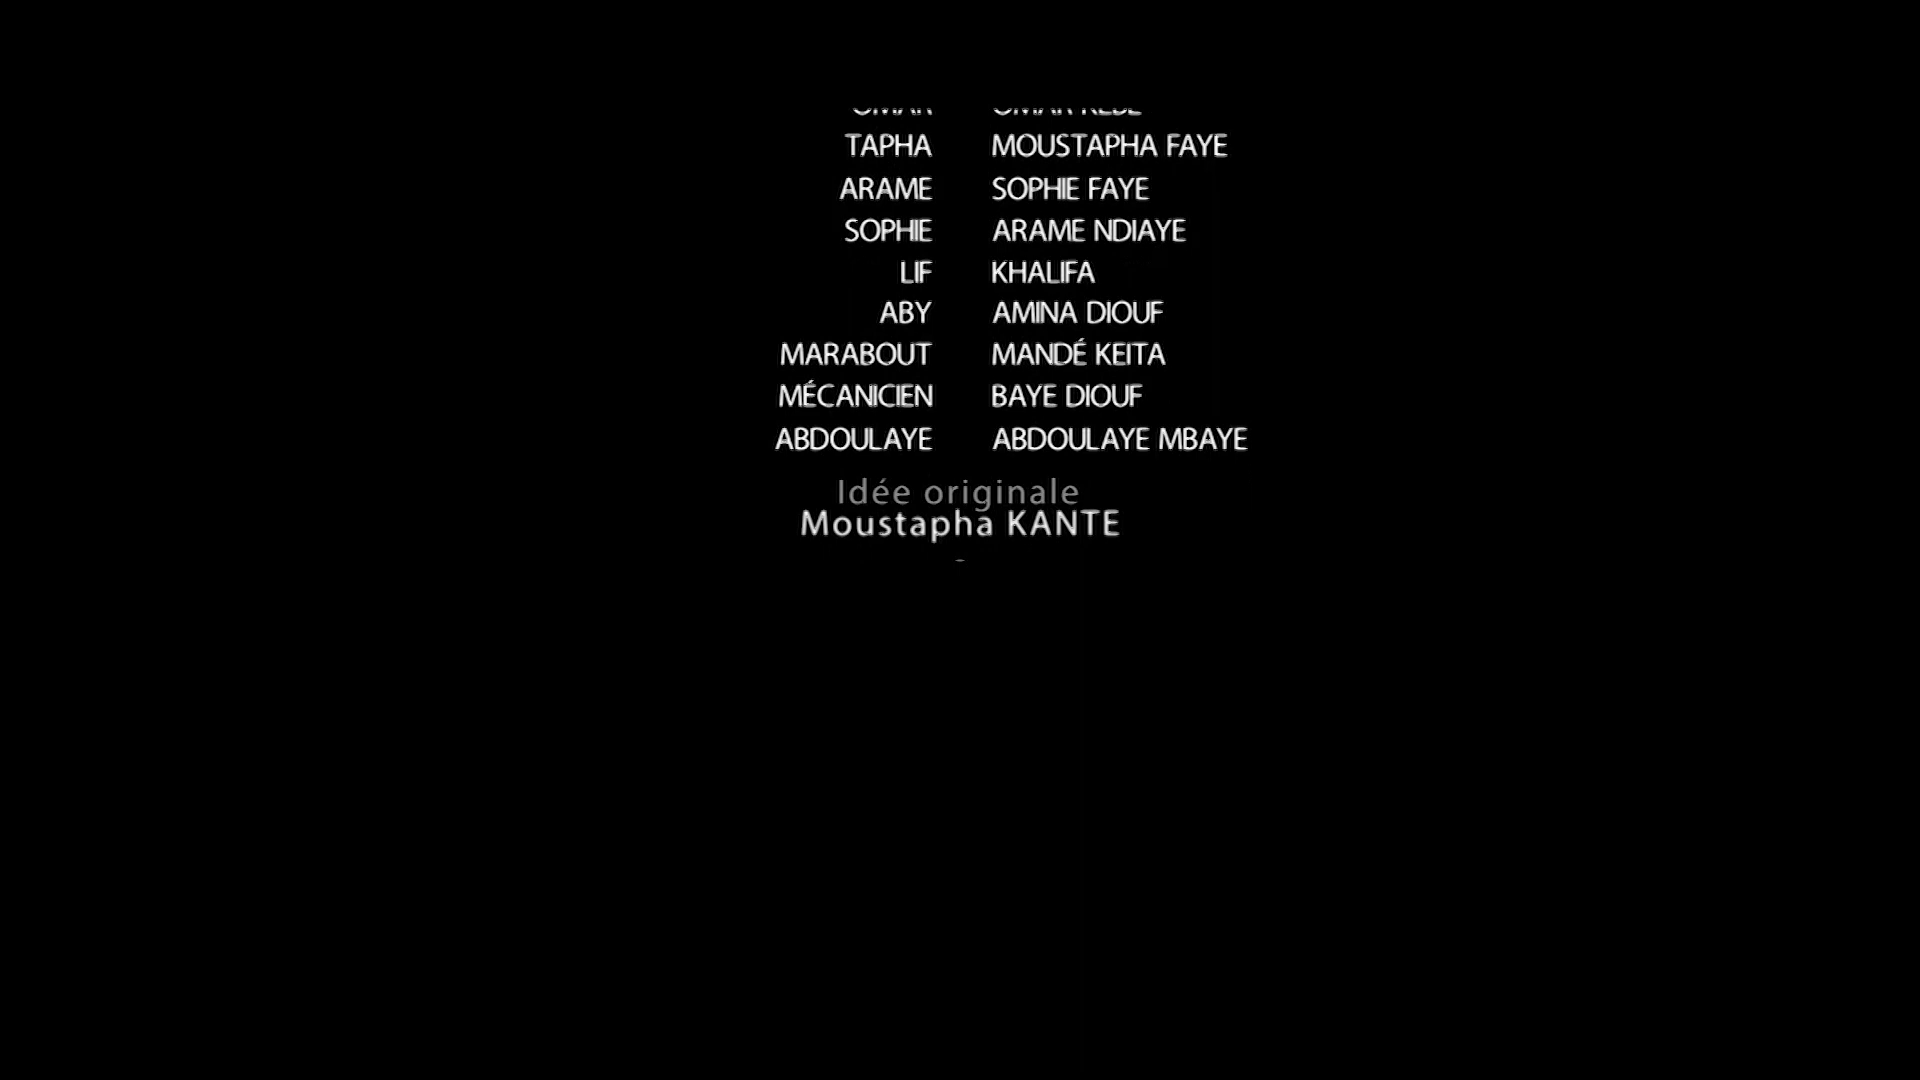 TAPHA MOUSTAPHA FAYE
ARAME SOPHIE FAYE
SOPHIE ARAME NDIAYE
LIF KHALIFA
ABY AMINA DIOUF
MARABOUT MANDÉ KEITA
MÉCANICIEN BAYE DIOUF
ABDOULAYE ABDOULAYE MBAYE
Idée originale
Moustapha KANTE